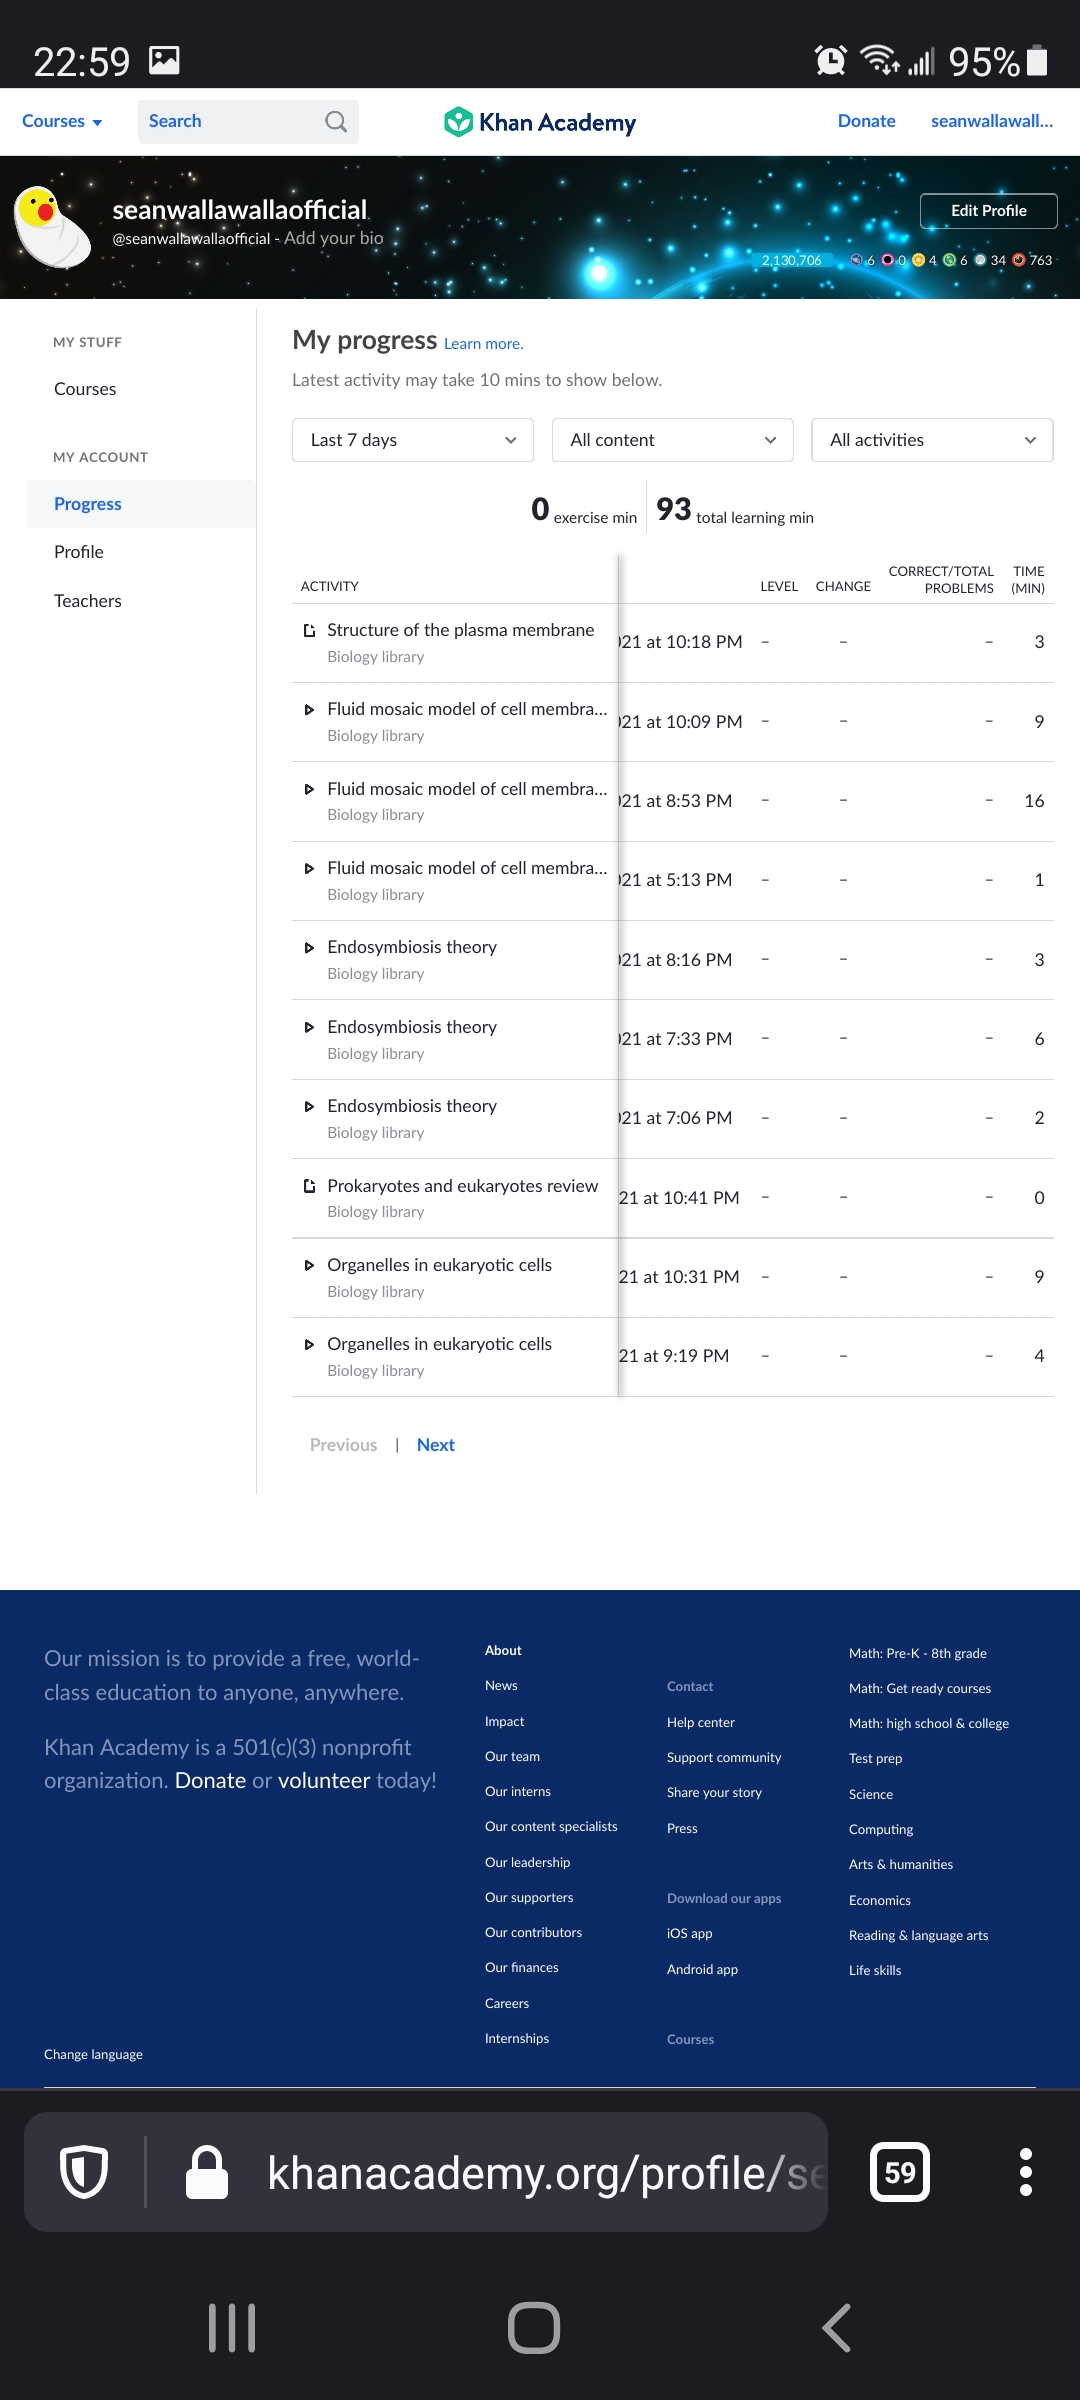 22:59
95%
Courses
Search
Khan Academy
Donate
seanwallawall...
seanwallawallaofficial
@seanwallawallaofficial - Add your bio
Edit Profile
2,130,706 6 0 4 6 34 763
MY STUFF
Courses
MY ACCOUNT
Progress
Profile
Teachers
My progress Learn more.
Latest activity may take 10 mins to show below.
Last 7 days
All content
All activities
0 exercise min
93 total learning min
ACTIVITY LEVEL CHANGE CORRECT/TOTAL PROBLEMS TIME (MIN)
Structure of the plasma membrane 021 at 10:18 PM – – – 3
Biology library
Fluid mosaic model of cell membra... 021 at 10:09 PM – – – 9
Biology library
Fluid mosaic model of cell membra... 021 at 8:53 PM – – – 16
Biology library
Fluid mosaic model of cell membra... 021 at 5:13 PM – – – 1
Biology library
Endosymbiosis theory 021 at 8:16 PM – – – 3
Biology library
Endosymbiosis theory 021 at 7:33 PM – – – 6
Biology library
Endosymbiosis theory 021 at 7:06 PM – – – 2
Biology library
Prokaryotes and eukaryotes review 21 at 10:41 PM – – – 0
Biology library
Organelles in eukaryotic cells 21 at 10:31 PM – – – 9
Biology library
Organelles in eukaryotic cells 21 at 9:19 PM – – – 4
Biology library
Previous | Next
Our mission is to provide a free, world-
class education to anyone, anywhere.
Khan Academy is a 501(c)(3) nonprofit
organization. Donate or volunteer today!
Change language
About
News
Impact
Our team
Our interns
Our content specialists
Our leadership
Our supporters
Our contributors
Our finances
Careers
Internships
Contact
Help center
Support community
Share your story
Press
Download our apps
iOS app
Android app
Courses
Math: Pre-K - 8th grade
Math: Get ready courses
Math: high school & college
Test prep
Science
Computing
Arts & humanities
Economics
Reading & language arts
Life skills
khanacademy.org/profile/se
59